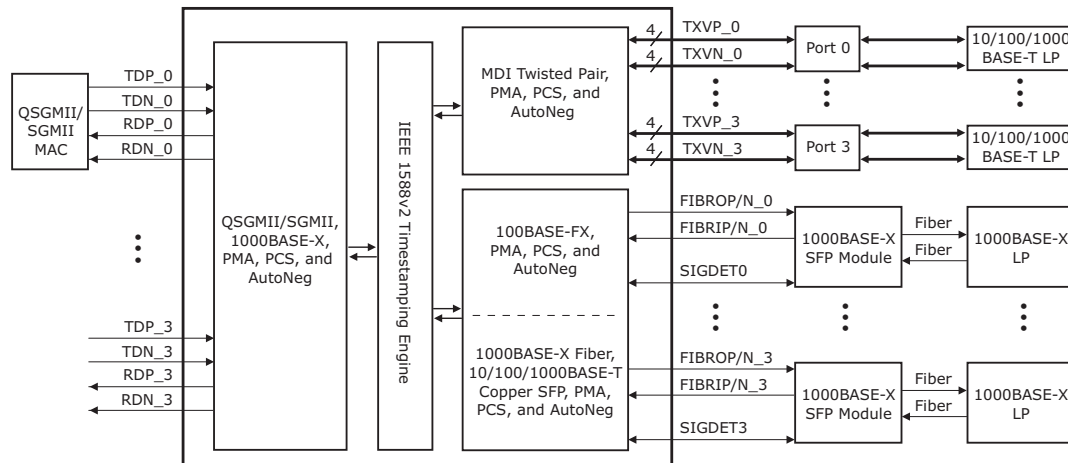 TDP_0
TDN_0
RDP_0
RDN_0
QSGMII/
SGMII
MAC
TDP_3
TDN_3
RDP_3
RDN_3
QSGMII/SGMII,
1000BASE-X,
PMA, PCS, and
AutoNeg
IEEE 1588v2 Timestamping Engine
MDI Twisted Pair,
PMA, PCS, and
AutoNeg
100BASE-FX,
PMA, PCS, and
AutoNeg
1000BASE-X Fiber,
10/100/1000BASE-T
Copper SFP, PMA,
PCS, and AutoNeg
4
TXVP_0
4
TXVN_0
4
TXVP_3
4
TXVN_3
Port 0
Port 3
10/100/1000
BASE-T LP
10/100/1000
BASE-T LP
FIBROP/N_0
FIBRIP/N_0
SIGDET0
1000BASE-X
SFP Module
Fiber
Fiber
1000BASE-X
LP
FIBROP/N_3
FIBRIP/N_3
SIGDET3
1000BASE-X
SFP Module
Fiber
Fiber
1000BASE-X
LP